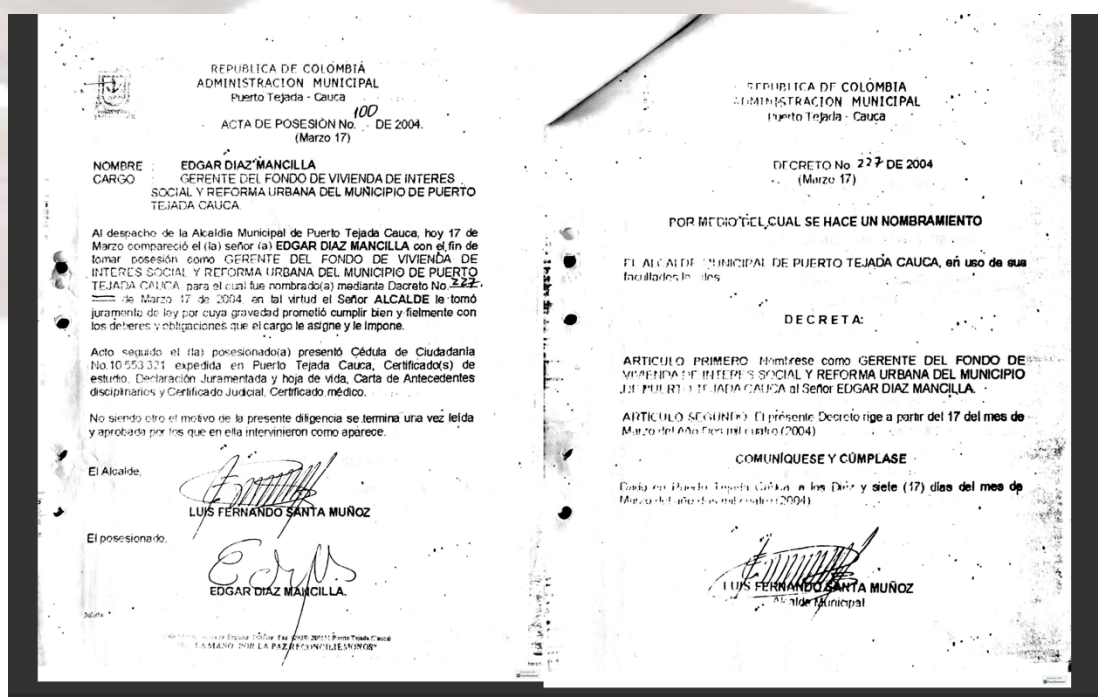 REPUBLICA DE COLOMBIA
ADMINISTRACION MUNICIPAL
Puerto Tejada - Cauca
ACTA DE POSESIÓN No. 100 DE 2004.
(Marzo 17)
NOMBRE : EDGAR DIAZ MANCILLA
CARGO : GERENTE DEL FONDO DE VIVIENDA DE INTERES
SOCIAL Y REFORMA URBANA DEL MUNICIPIO DE PUERTO
TEJADA CAUCA.
Al despacho de la Alcaldía Municipal de Puerto Tejada Cauca, hoy 17 de
Marzo compareció el (la) señor (a) EDGAR DIAZ MANCILLA con el fin de
tomar posesión como GERENTE DEL FONDO DE VIVIENDA DE
INTERES SOCIAL Y REFORMA URBANA DEL MUNICIPIO DE PUERTO
TEJADA CAUCA, para el cual fue nombrado(a) mediante Decreto No. 227.
de Marzo 17 de 2004, en tal virtud el Señor ALCALDE le tomó
juramento de ley por cuya gravedad prometió cumplir bien y fielmente con
los deberes y obligaciones que el cargo le asigne y le impone.
Acto seguido el (la) posesionado(a) presentó Cédula de Ciudadanía
No.10.553.321 expedida en Puerto Tejada Cauca, Certificado(s) de
estudio, Declaración Juramentada y hoja de vida, Carta de Antecedentes
disciplinarios y Certificado Judicial, Certificado médico.
No siendo otro el motivo de la presente diligencia se termina una vez leída
y aprobada por los que en ella intervinieron como aparece.
El Alcalde,
LUIS FERNANDO SANTA MUÑOZ
El posesionado,
EDGAR DIAZ MANCILLA.
LA MANO POR LA PAZ RECONCILIÉMONOS"
REPUBLICA DE COLOMBIA
ADMINISTRACION MUNICIPAL
Puerto Tejada - Cauca
DECRETO No 227 DE 2004
(Marzo 17)
POR MEDIO DEL CUAL SE HACE UN NOMBRAMIENTO
EL ALCALDE MUNICIPAL DE PUERTO TEJADA CAUCA, en uso de sus
facultades
DECRETA:
ARTICULO PRIMERO: Nómbrese como GERENTE DEL FONDO DE
VIVIENDA DE INTERES SOCIAL Y REFORMA URBANA DEL MUNICIPIO
DE PUERTO TEJADA CAUCA al Señor EDGAR DIAZ MANCILLA.
ARTICULO SEGUNDO: El presente Decreto rige a partir del 17 del mes de
Marzo del Año Dos mil cuatro (2004)
COMUNÍQUESE Y CÚMPLASE
Dado en Puerto Tejada Cauca, a los Diez y siete (17) días del mes de
Marzo del año dos mil cuatro (2004)
LUIS FERNANDO SANTA MUÑOZ
Alcalde Municipal